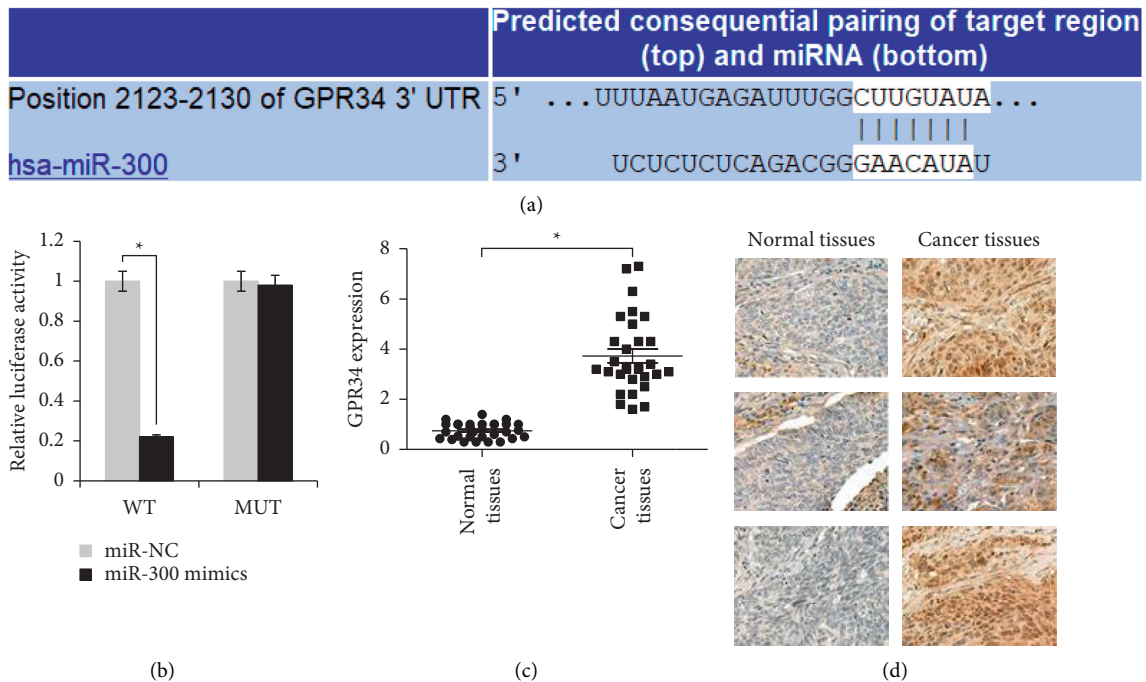 Predicted consequential pairing of target region
(top) and miRNA (bottom)
Position 2123-2130 of GPR34 3' UTR 5' ...UUUAAUGAGAUUUGGCUUGUAUA...
hsa-miR-300 3' UCUCUCUCAGACGGGAACAUAU
(a)
Relative luciferase activity
1.2
1
0.8
0.6
0.4
0.2
0
*
WT MUT
miR-NC
miR-300 mimics
(b)
GPR34 expression
8
6
4
2
0
*
Normal
tissues
Cancer
tissues
(c)
Normal tissues Cancer tissues
(d)